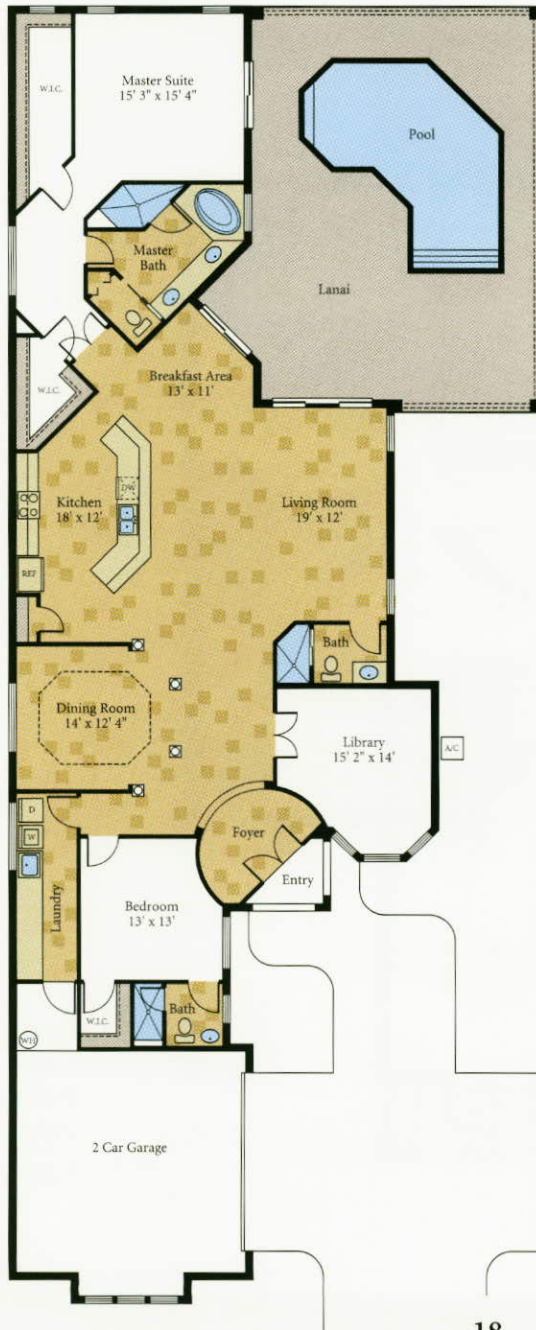 W.I.C.
Master Suite
15' 3" x 15' 4"
Pool
Master
Bath
Lanai
W.I.C.
Breakfast Area
13' x 11'
Kitchen
18' x 12'
DW
Living Room
19' x 12'
REF
Bath
Dining Room
14' x 12' 4"
Library
15' 2" x 14'
A/C
D
W
Foyer
Entry
Laundry
Bedroom
13' x 13'
W.I.C.
Bath
WH
2 Car Garage
18